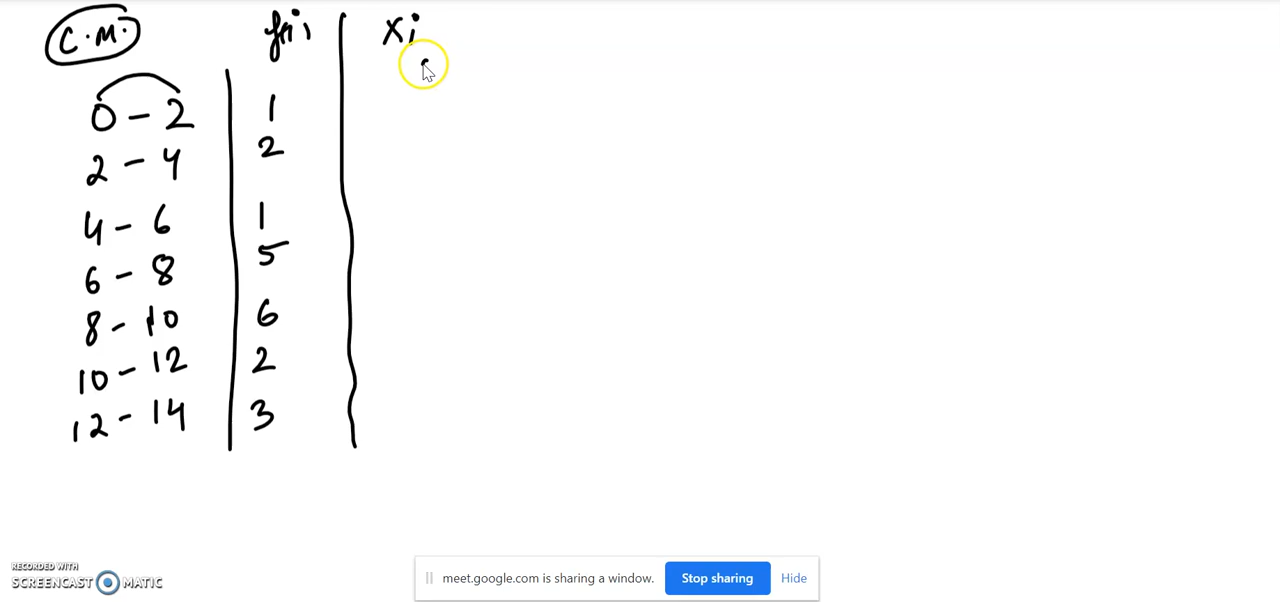 C.M. fri xi
0 - 2 1
2 - 4 2
4 - 6 1
6 - 8 5
8 - 10 6
10 - 12 2
12 - 14 3
RECORDED WITH
SCREENCAST MATIC
meet.google.com is sharing a window. Stop sharing Hide